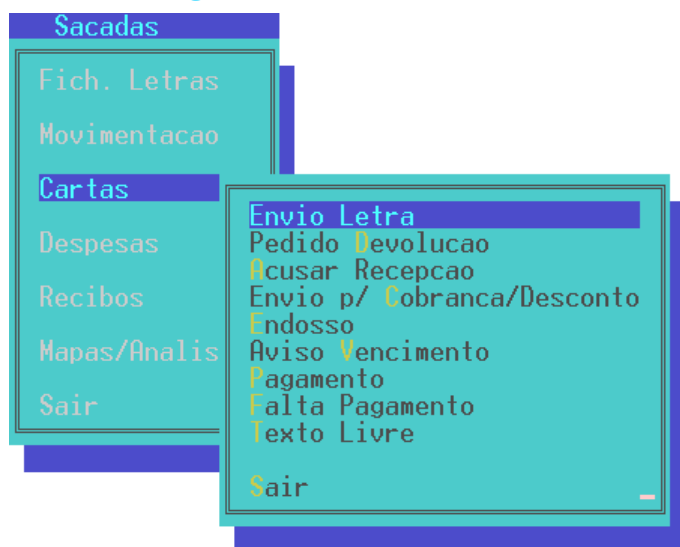 Sacadas
Fich. Letras
Movimentacao
Cartas
Despesas
Recibos
Mapas/Analis
Sair
Envio Letra
Pedido Devolucao
Acusar Recepcao
Envio p/ Cobranca/Desconto
Endosso
Aviso Vencimento
Pagamento
Falta Pagamento
Texto Livre
Sair